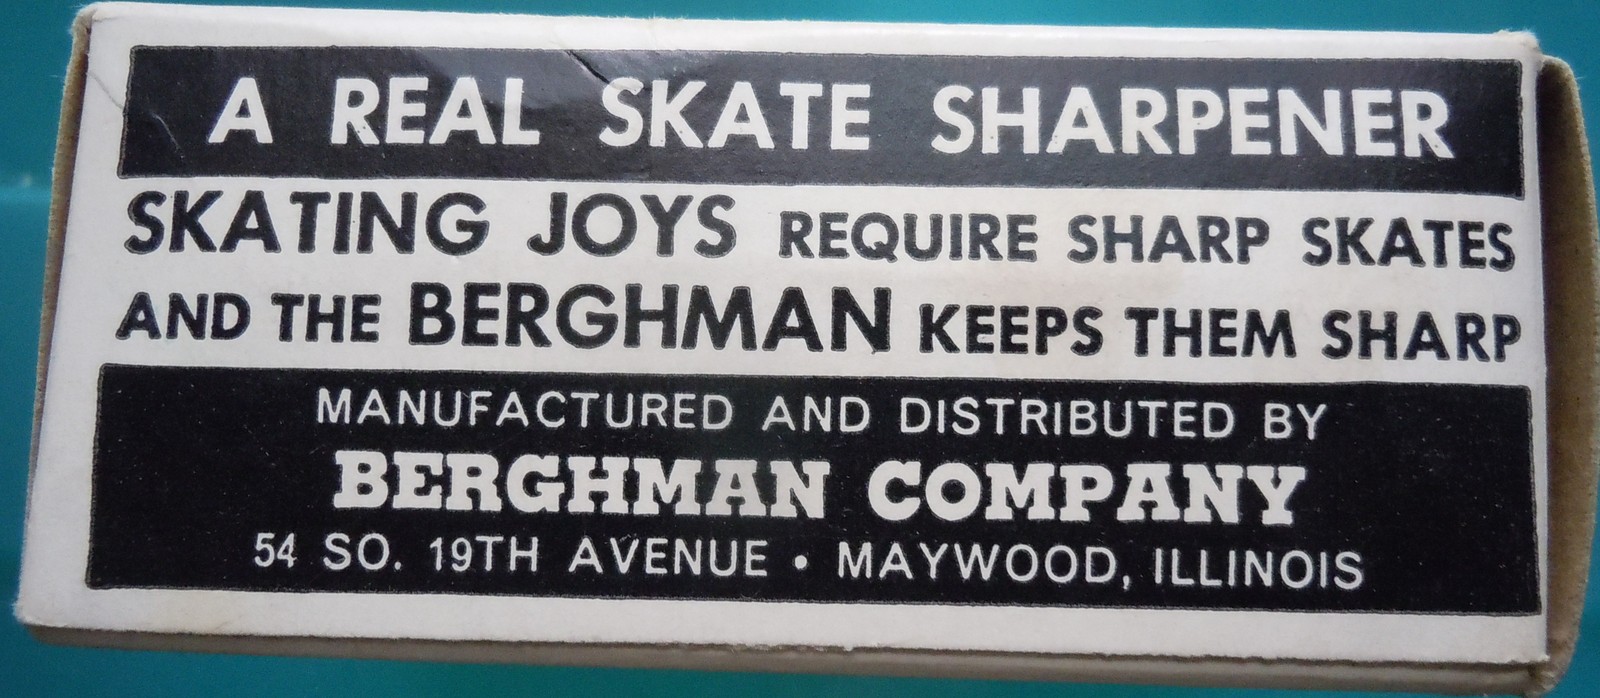 A REAL SKATE SHARPENER
SKATING JOYS REQUIRE SHARP SKATES
AND THE BERGHMAN KEEPS THEM SHARP
MANUFACTURED AND DISTRIBUTED BY
BERGHMAN COMPANY
54 SO. 19TH AVENUE • MAYWOOD, ILLINOIS